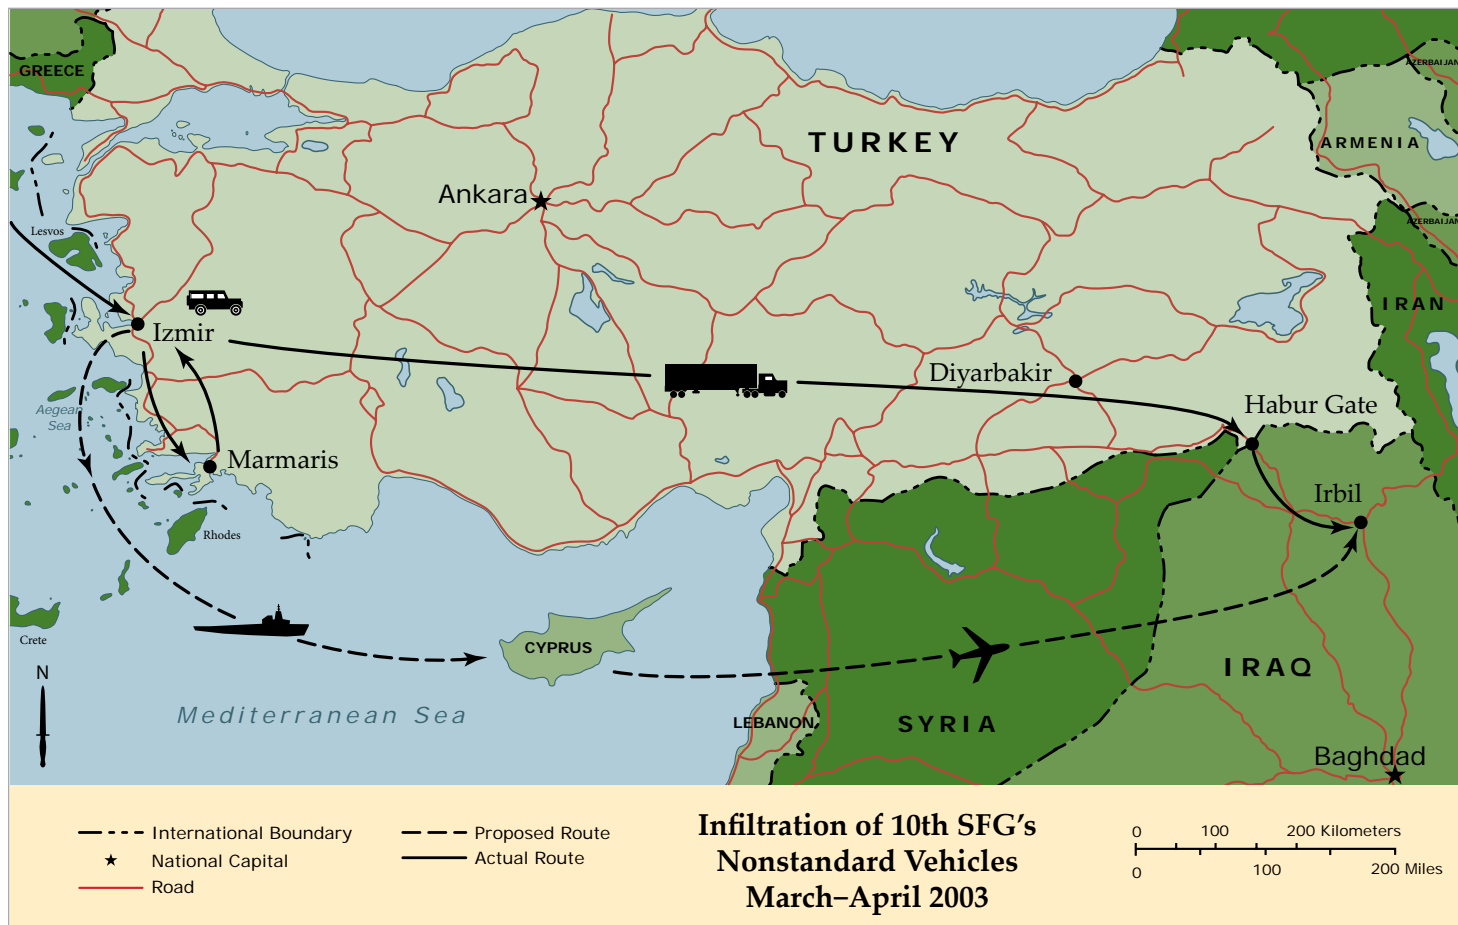 GREECE
AZERBAIJAN
TURKEY
ARMENIA
Ankara
AZERBAIJAN
Lesvos
IRAN
Izmir
Diyarbakir
Habur Gate
Aegean
Sea
Marmaris
Irbil
Rhodes
Crete
CYPRUS
N
IRAQ
Mediterranean Sea
LEBANON
SYRIA
Baghdad
International Boundary
National Capital
Road
Proposed Route
Actual Route
Infiltration of 10th SFG's
Nonstandard Vehicles
March–April 2003
0 100 200 Kilometers
0 100 200 Miles